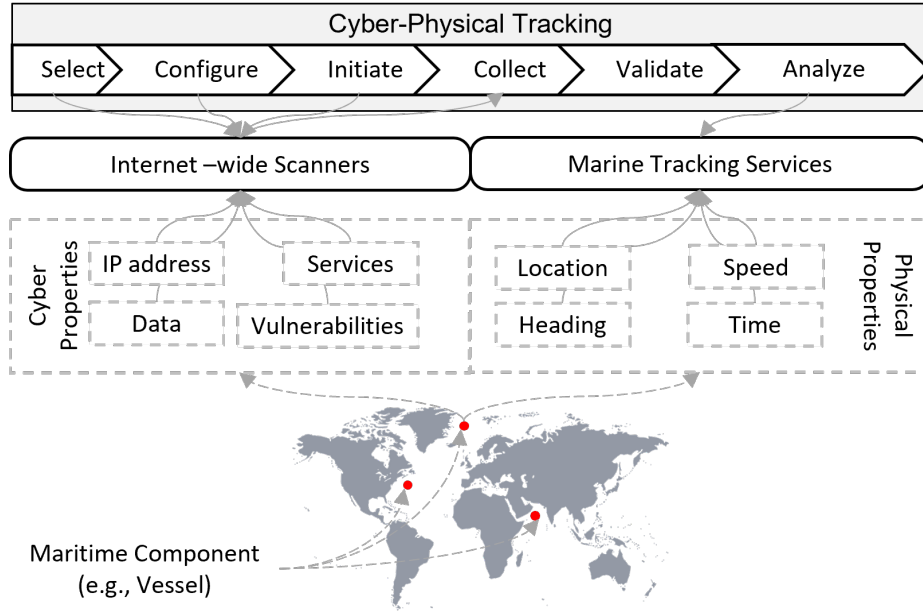 Cyber-Physical Tracking
Select Configure Initiate Collect Validate Analyze
Internet –wide Scanners Marine Tracking Services
Cyber
Properties
IP address Services
Data Vulnerabilities
Location Speed
Heading Time
Physical
Properties
Maritime Component
(e.g., Vessel)